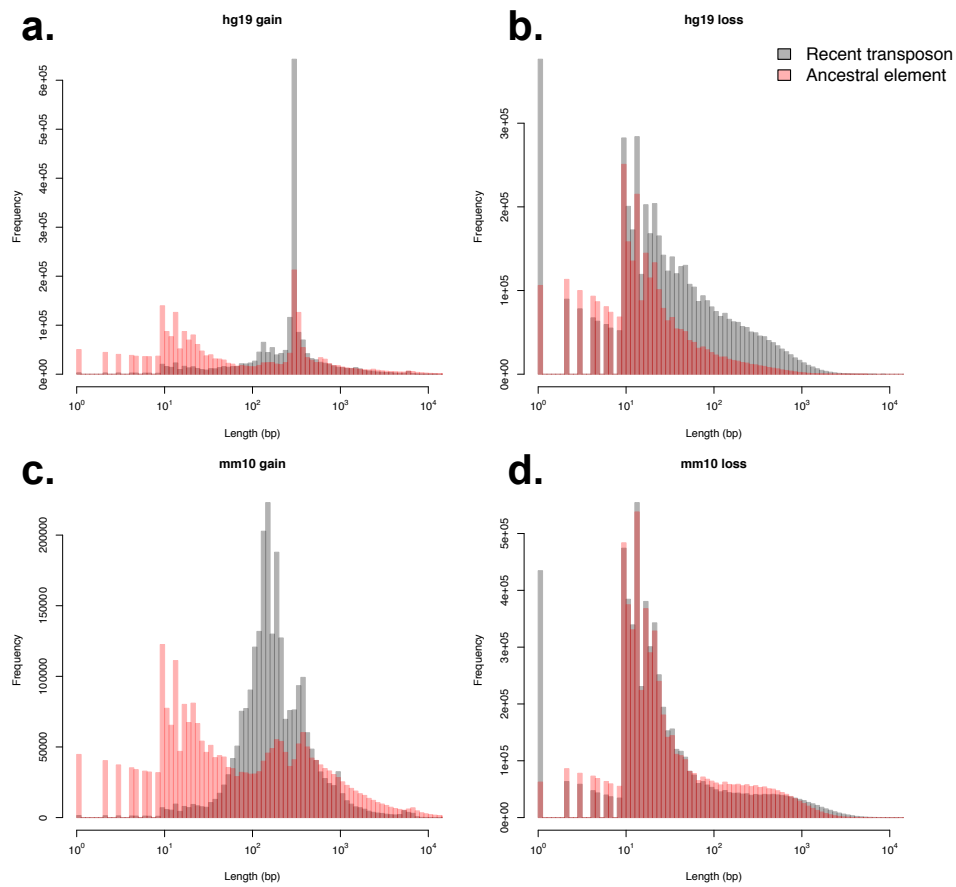 a.
hg19 gain
Frequency
0e+00 1e+05 2e+05 3e+05 4e+05 5e+05 6e+05
10^0 10^1 10^2 10^3 10^4
Length (bp)
b.
hg19 loss
Recent transposon
Ancestral element
Frequency
0e+00 1e+05 2e+05 3e+05
10^0 10^1 10^2 10^3 10^4
Length (bp)
c.
mm10 gain
Frequency
0 50000 100000 150000 200000
10^0 10^1 10^2 10^3 10^4
Length (bp)
d.
mm10 loss
Frequency
0e+00 1e+05 2e+05 3e+05 4e+05 5e+05
10^0 10^1 10^2 10^3 10^4
Length (bp)